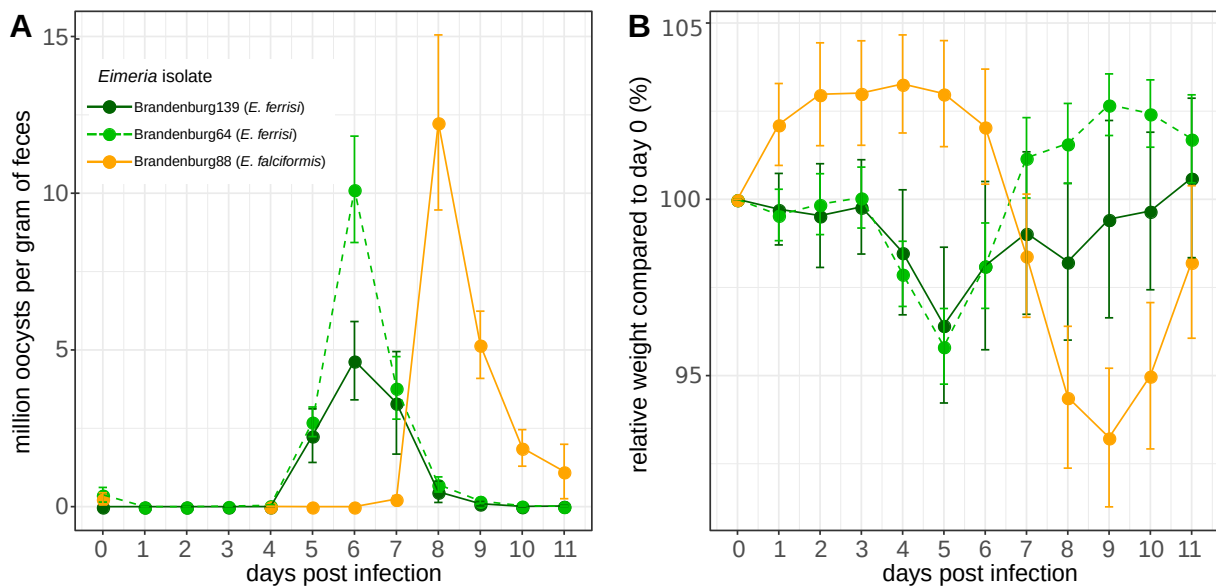 A
million oocysts per gram of feces
15
10
5
0
Eimeria isolate
Brandenburg139 (E. ferrisi)
Brandenburg64 (E. ferrisi)
Brandenburg88 (E. falciformis)
0 1 2 3 4 5 6 7 8 9 10 11
days post infection
B
relative weight compared to day 0 (%)
105
100
95
0 1 2 3 4 5 6 7 8 9 10 11
days post infection